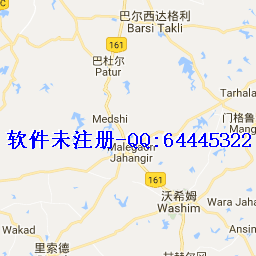 C
巴尔西达格利
Barsi Takli
161
巴杜尔
Patur
Tarhala
Medshi
门格鲁
Mang
软件未注册-QQ:64445322
Malegaon
Jahangir
161
沃希姆
Washim
Wara Jaha
Wakad
Ansin
里索德